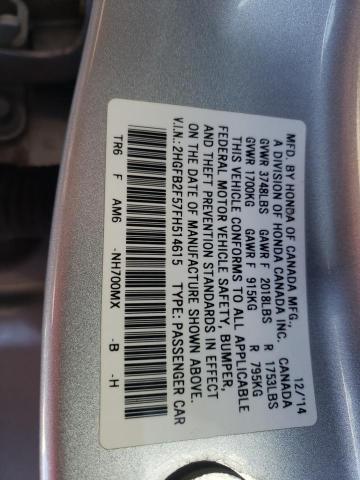 MFD. BY HONDA OF CANADA MFG., 12/'14
A DIVISION OF HONDA CANADA INC. CANADA
GVWR 3748LBS GAWR F 2018LBS R 1753LBS
GVWR 1700KG GAWR F 915KG R 795KG
THIS VEHICLE CONFORMS TO ALL APPLICABLE
FEDERAL MOTOR VEHICLE SAFETY, BUMPER,
AND THEFT PREVENTION STANDARDS IN EFFECT
ON THE DATE OF MANUFACTURE SHOWN ABOVE.
V.I.N.: 2HGFB2F57FH514615 TYPE: PASSENGER CAR
TR6 F AM6 -NH700MX -B -H